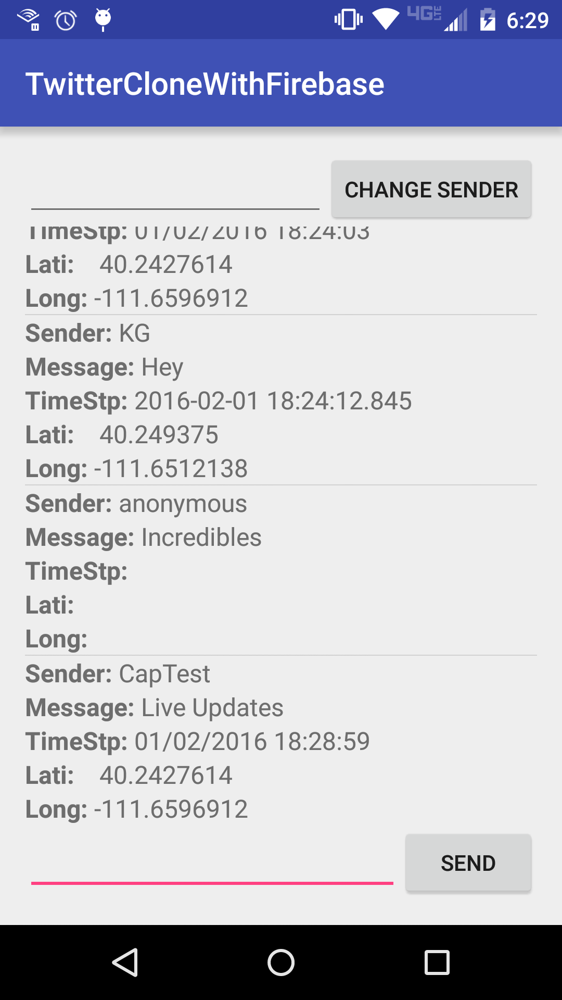 4G LTE 6:29
TwitterCloneWithFirebase
CHANGE SENDER
TimeStp: 01/02/2016 18:24:03
Lati: 40.2427614
Long: -111.6596912
Sender: KG
Message: Hey
TimeStp: 2016-02-01 18:24:12.845
Lati: 40.249375
Long: -111.6512138
Sender: anonymous
Message: Incredibles
TimeStp:
Lati:
Long:
Sender: CapTest
Message: Live Updates
TimeStp: 01/02/2016 18:28:59
Lati: 40.2427614
Long: -111.6596912
SEND